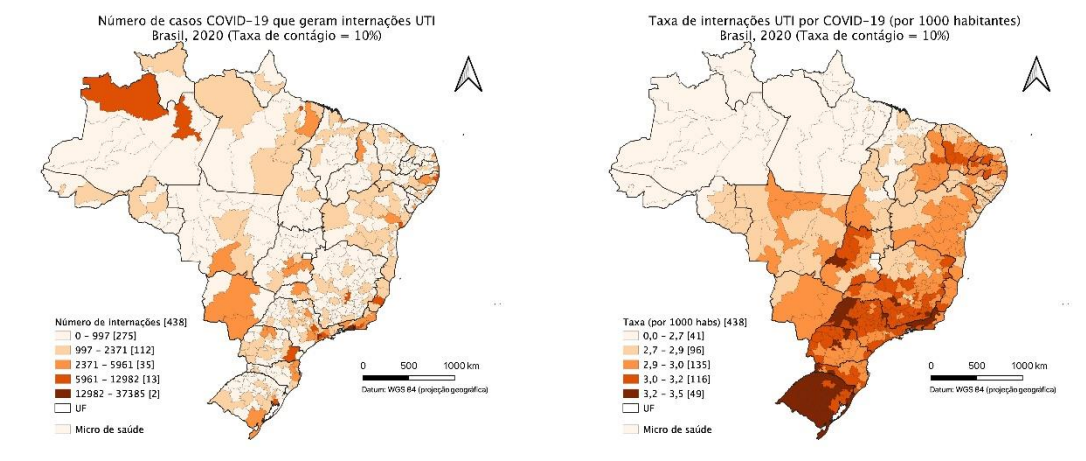 Número de casos COVID-19 que geram internações UTI
Brasil, 2020 (Taxa de contágio = 10%)
Número de internações [438]
0 - 997 [275]
997 - 2371 [112]
2371 - 5961 [35]
5961 - 12982 [13]
12982 - 37385 [2]
UF
Micro de saúde
0 500 1000 km
Datum: WGS 84 (projeção geográfica)
Taxa de internações UTI por COVID-19 (por 1000 habitantes)
Brasil, 2020 (Taxa de contágio = 10%)
Taxa (por 1000 habs) [438]
0,0 - 2,7 [41]
2,7 - 2,9 [96]
2,9 - 3,0 [135]
3,0 - 3,2 [116]
3,2 - 3,5 [49]
UF
Micro de saúde
0 500 1000 km
Datum: WGS 84 (projeção geográfica)